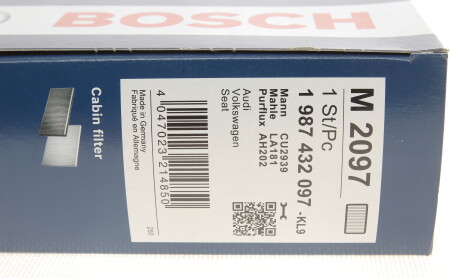 BOSCH
M 2097
1 St/Pc
1 987 432 097 -KL9
Mann CU2939
Mahle LA181
Purflux AH202
Audi
Volkswagen
Seat
4 047023 214850
Made in Germany
Fabriqué en Allemagne
250
Cabin filter